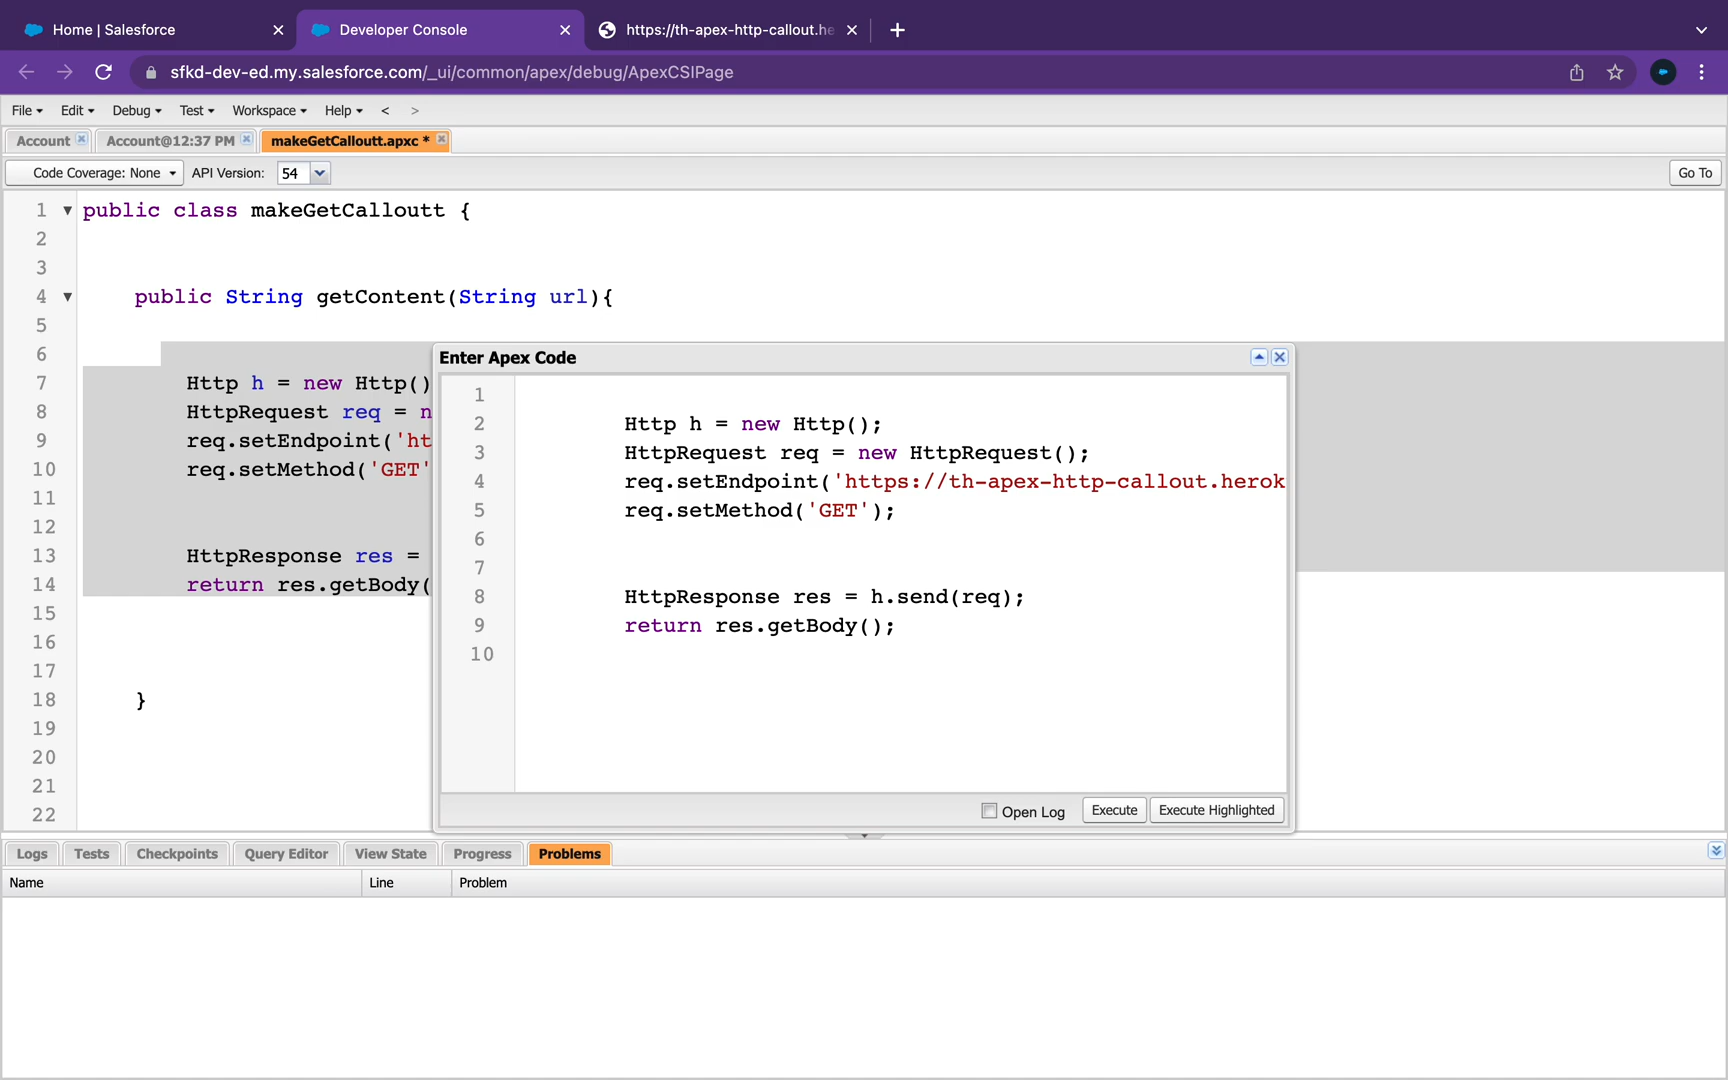 Home | Salesforce
Developer Console
https://th-apex-http-callout.he
sfkd-dev-ed.my.salesforce.com/_ui/common/apex/debug/ApexCSIPage
File Edit Debug Test Workspace Help < >
Account Account@12:37 PM makeGetCalloutt.apxc *
Code Coverage: None API Version: 54 Go To
1 public class makeGetCalloutt {
2
3
4 public String getContent(String url){
5
6
7 Http h = new Http()
8 HttpRequest req = n
9 req.setEndpoint('ht
10 req.setMethod('GET'
11
12
13 HttpResponse res =
14 return res.getBody(
15
16
17
18 }
19
20
21
22
Enter Apex Code
1
2 Http h = new Http();
3 HttpRequest req = new HttpRequest();
4 req.setEndpoint('https://th-apex-http-callout.herok
5 req.setMethod('GET');
6
7
8 HttpResponse res = h.send(req);
9 return res.getBody();
10
Open Log Execute Execute Highlighted
Logs Tests Checkpoints Query Editor View State Progress Problems
Name Line Problem